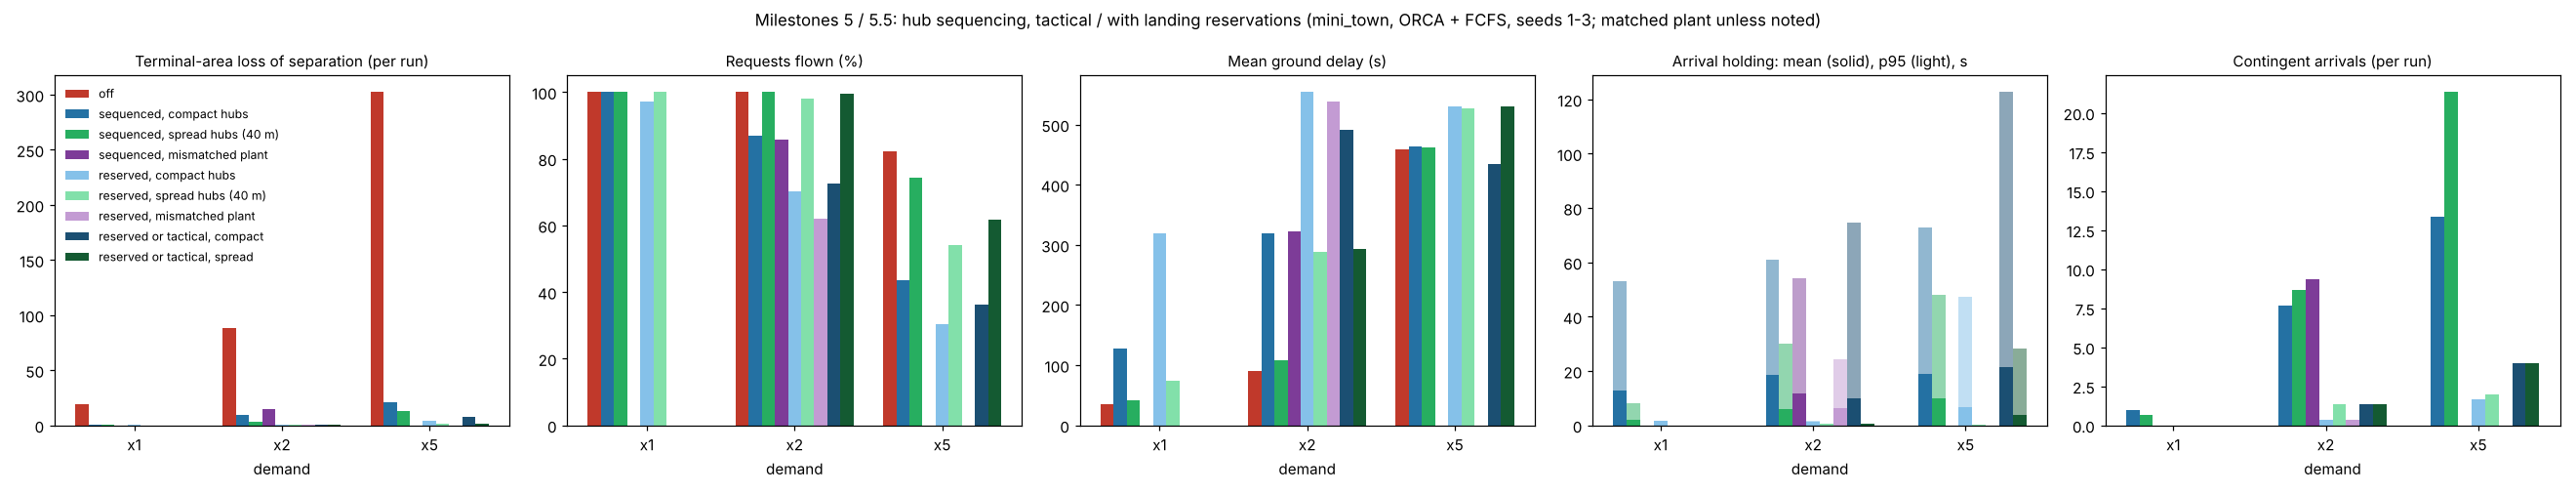 Milestones 5 / 5.5: hub sequencing, tactical / with landing reservations (mini_town, ORCA + FCFS, seeds 1-3; matched plant unless noted)
Terminal-area loss of separation (per run)
300
250
200
150
100
50
0
off
sequenced, compact hubs
sequenced, spread hubs (40 m)
sequenced, mismatched plant
reserved, compact hubs
reserved, spread hubs (40 m)
reserved, mismatched plant
reserved or tactical, compact
reserved or tactical, spread
x1 x2 x5
demand
Requests flown (%)
100
80
60
40
20
0
x1 x2 x5
demand
Mean ground delay (s)
500
400
300
200
100
0
x1 x2 x5
demand
Arrival holding: mean (solid), p95 (light), s
120
100
80
60
40
20
0
x1 x2 x5
demand
Contingent arrivals (per run)
20.0
17.5
15.0
12.5
10.0
7.5
5.0
2.5
0.0
x1 x2 x5
demand